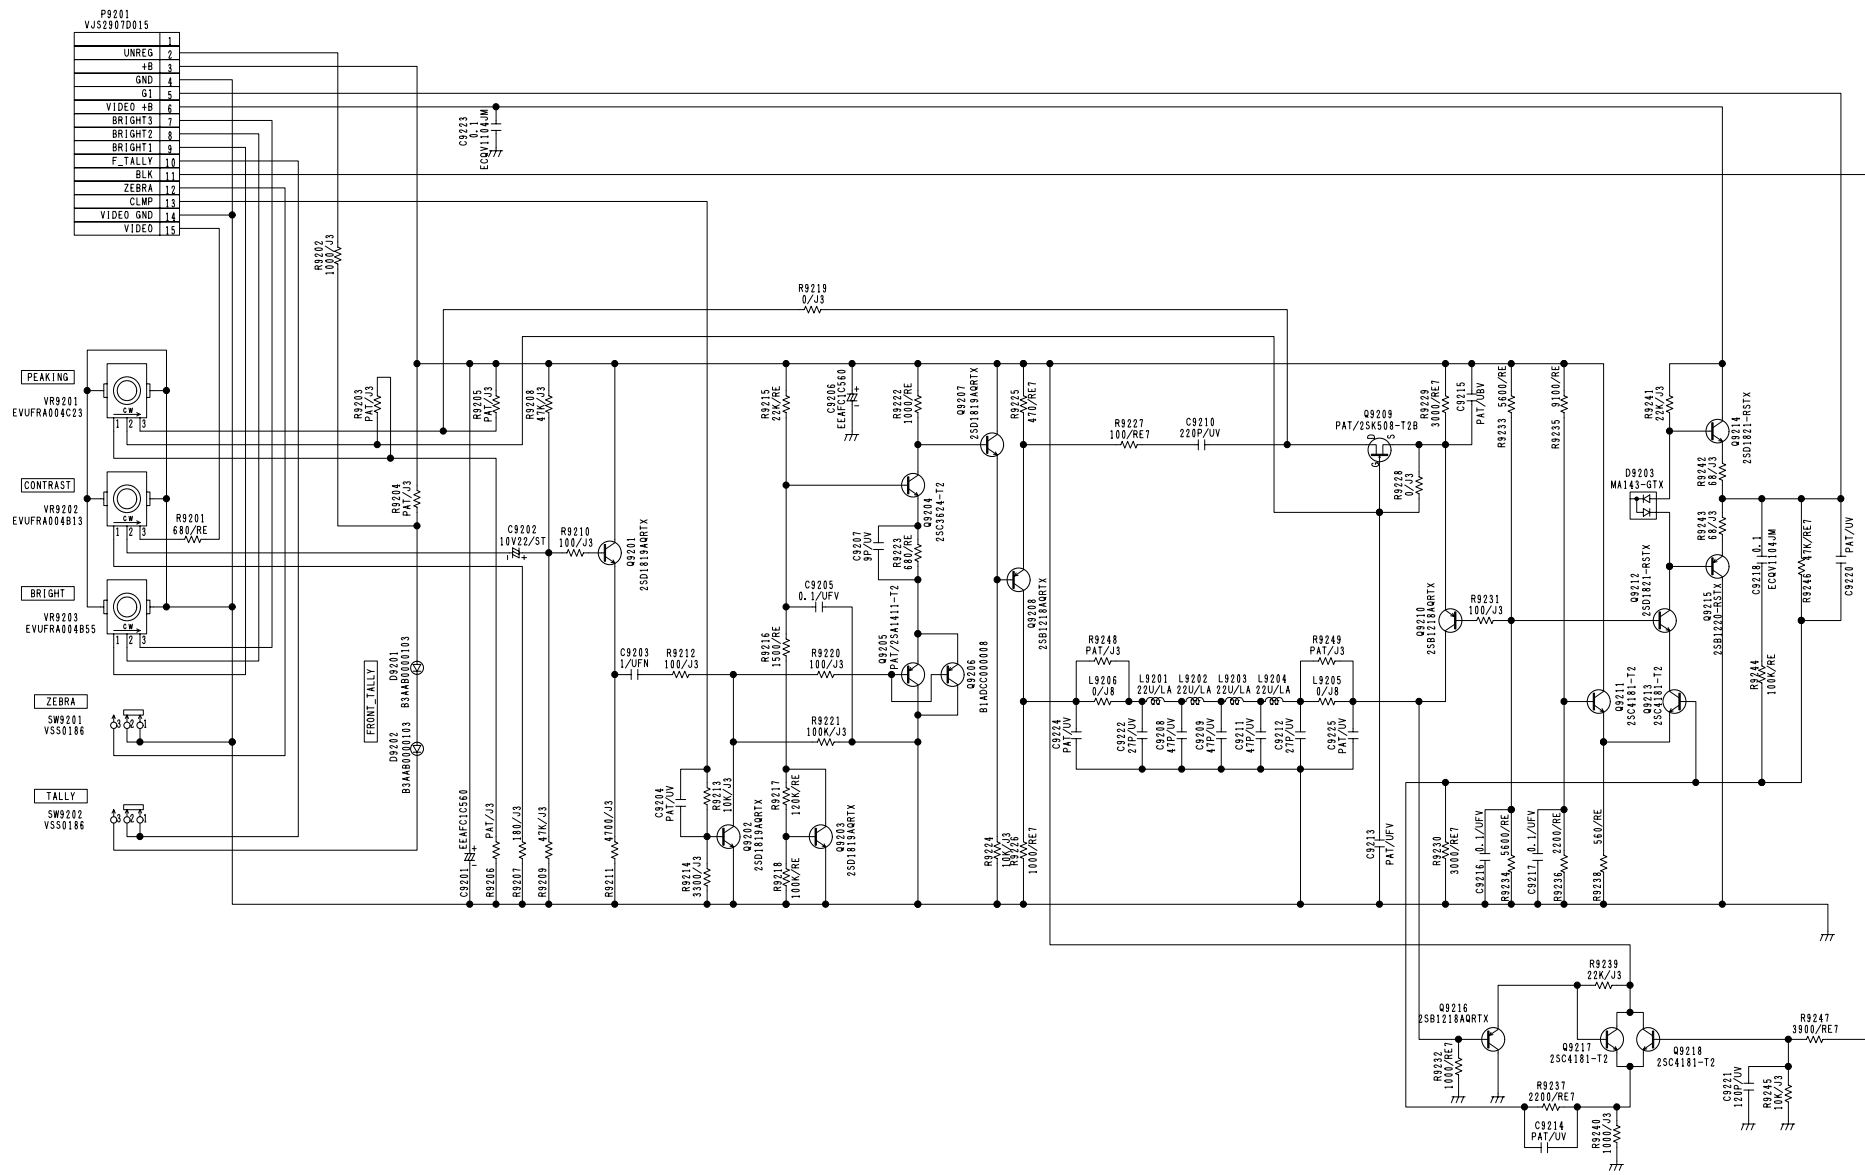 P9201
VJS2907D015
1
UNREG 2
+B 3
GND 4
G1 5
VIDEO +B 6
BRIGHT3 7
BRIGHT2 8
BRIGHT1 9
F_TALLY 10
BLK 11
ZEBRA 12
CLMP 13
VIDEO GND 14
VIDEO 15
C9223
0.1
ECQV1104JM
R9202
1000/J3
R9219
0/J3
PEAKING
VR9201
EVUFRA004C23
CW
1 2 3
CONTRAST
VR9202
EVUFRA004B13
CW
1 2 3
R9201
680/RE
BRIGHT
VR9203
EVUFRA004B55
CW
1 2 3
ZEBRA
SW9201
VSS0186
3 2 1
TALLY
SW9202
VSS0186
3 2 1
R9203
PAT/J3
R9204
PAT/J3
FRONT_TALLY
D9201
B3AAB0000103
D9202
B3AAB0000103
R9205
PAT/J3
R9208
47K/J3
C9202
10V22/ST
- +
R9210
100/J3
Q9201
2SD1819AQRTX
C9201
EEAFC1C560
+
-
R9206
PAT/J3
R9207
180/J3
R9209
47K/J3
R9211
4700/J3
C9203
1/UFN
R9212
100/J3
C9204
PAT/UV
R9213
10K/J3
R9214
3300/J3
Q9202
2SD1819AQRTX
R9215
22K/RE
C9206
EEAFC1C560
+
-
R9216
1500/RE
C9205
0.1/UFV
R9220
100/J3
R9221
100K/J3
R9217
120K/RE
R9218
100K/RE
Q9203
2SD1819AQRTX
R9222
1000/RE
Q9204
2SC3624-T2
C9207
9P/UV
R9223
680/RE
Q9205
PAT/2SA1411-T2
Q9206
B1ADCC000008
Q9207
2SD1819AQRTX
R9225
470/RE7
Q9208
2SB1218AQRTX
R9224
10K/J3
R9226
1000/RE7
R9227
100/RE7
C9210
220P/UV
Q9209
PAT/2SK508-T2B
D
S
G
R9228
0/J3
R9229
3000/RE7
C9215
PAT/UBV
R9248
PAT/J3
L9206
0/J8
L9201
22U/LA
L9202
22U/LA
L9203
22U/LA
L9204
22U/LA
R9249
PAT/J3
L9205
0/J8
C9224
PAT/UV
C9222
27P/UV
C9208
47P/UV
C9209
47P/UV
C9211
47P/UV
C9212
27P/UV
C9225
PAT/UV
C9213
PAT/UFV
Q9210
2SB1218AQRTX
R9231
100/J3
R9230
3000/RE7
R9233
5600/RE
R9235
9100/RE
C9216
0.1/UFV
R9234
5600/RE
C9217
0.1/UFV
R9236
2200/RE
R9238
560/RE
Q9211
2SC4181-T2
Q9213
2SC4181-T2
Q9212
2SD1821-RSTX
D9203
MA143-GTX
R9241
22K/J3
Q9214
2SD1821-RSTX
R9242
68/J3
R9243
68/J3
Q9215
2SB1220-RSTX
C9218
0.1
ECQV1104JM
R9244
100K/RE
R9246
47K/RE7
C9220
PAT/UV
R9239
22K/J3
Q9216
2SB1218AQRTX
R9232
1000/RE7
Q9217
2SC4181-T2
Q9218
2SC4181-T2
R9237
2200/RE7
C9214
PAT/UV
R9240
1000/J3
R9247
3900/RE7
C9221
120P/UV
R9245
10K/J3